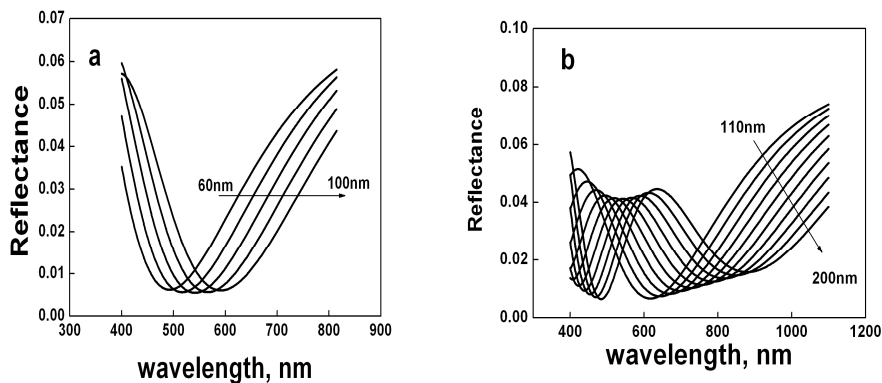 a
Reflectance
0.07
0.06
0.05
0.04
0.03
0.02
0.01
0.00
60nm
100nm
300 400 500 600 700 800 900
wavelength, nm
b
Reflectance
0.10
0.08
0.06
0.04
0.02
0.00
110nm
200nm
400 600 800 1000 1200
wavelength, nm